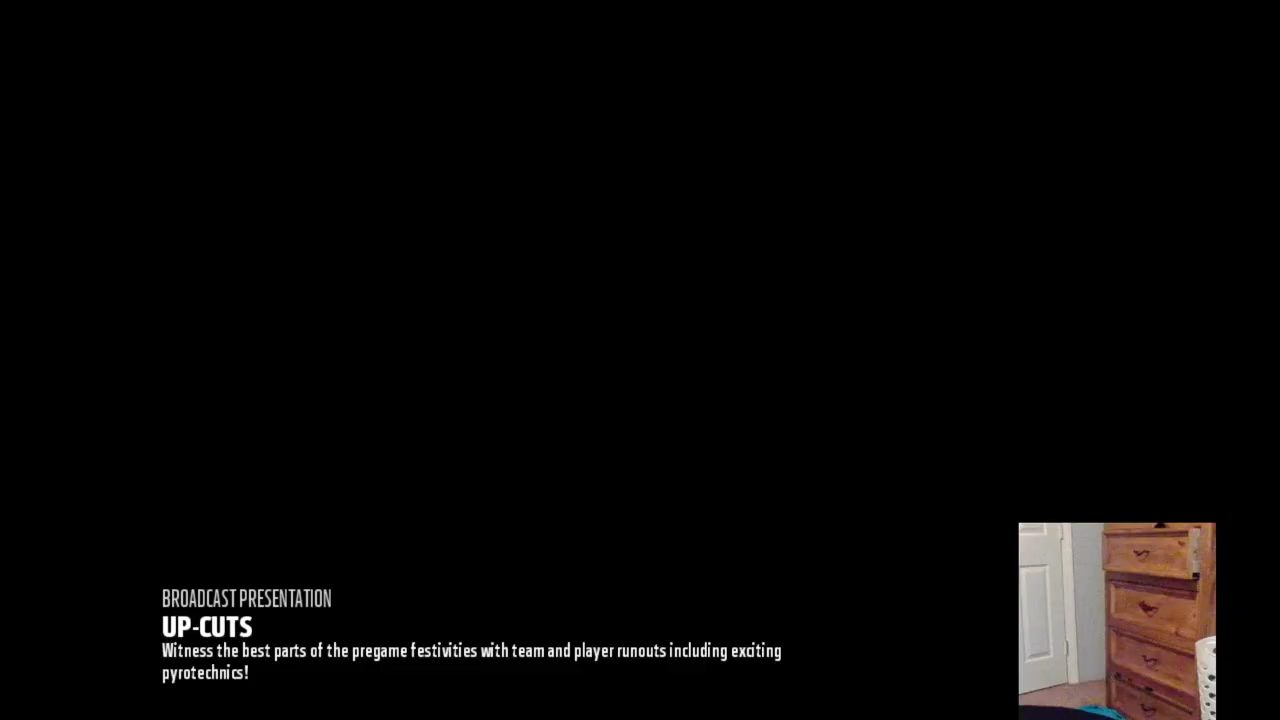 BROADCAST PRESENTATION
UP-CUTS
Witness the best parts of the pregame festivities with team and player runouts including exciting
pyrotechnics!